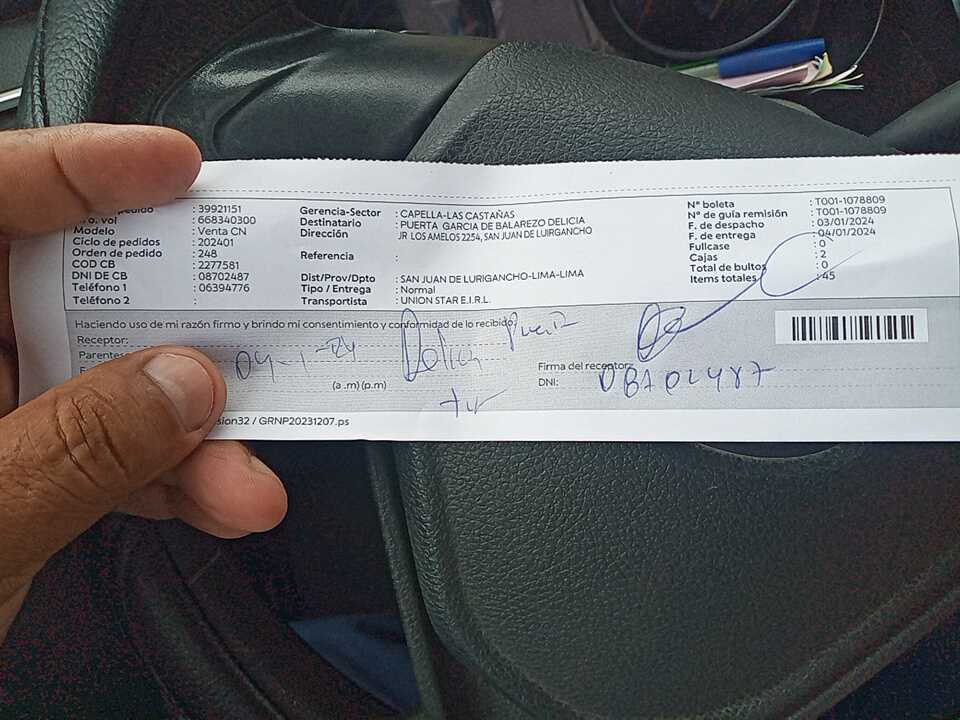 pedido : 39921151
ro. vol : 668340300
Modelo : Venta CN
Ciclo de pedidos : 202401
Orden de pedido : 248
COD CB : 2277581
DNI DE CB : 08702487
Teléfono 1 : 06394776
Teléfono 2 :
Gerencia-Sector : CAPELLA-LAS CASTAÑAS
Destinatario : PUERTA GARCIA DE BALAREZO DELICIA
Dirección JR LOS AMELOS 2254, SAN JUAN DE LUIRGANCHO
Referencia :
Dist/Prov/Dpto : SAN JUAN DE LURIGANCHO-LIMA-LIMA
Tipo / Entrega : Normal
Transportista : UNION STAR E.I.R.L.
N° boleta : T001-1078809
N° de guía remisión : T001-1078809
F. de despacho : 03/01/2024
F. de entrega : 04/01/2024
Fullcase : 0
Cajas : 2
Total de bultos : 0
Items totales : 45
Haciendo uso de mi razón firmo y brindo mi consentimiento y conformidad de lo recibido:
Receptor:
Parentes
04-1-24
Delicia Puerta
(a .m) (p.m)
Firma del receptor:
DNI: 08702487
sion32 / GRNP20231207.ps